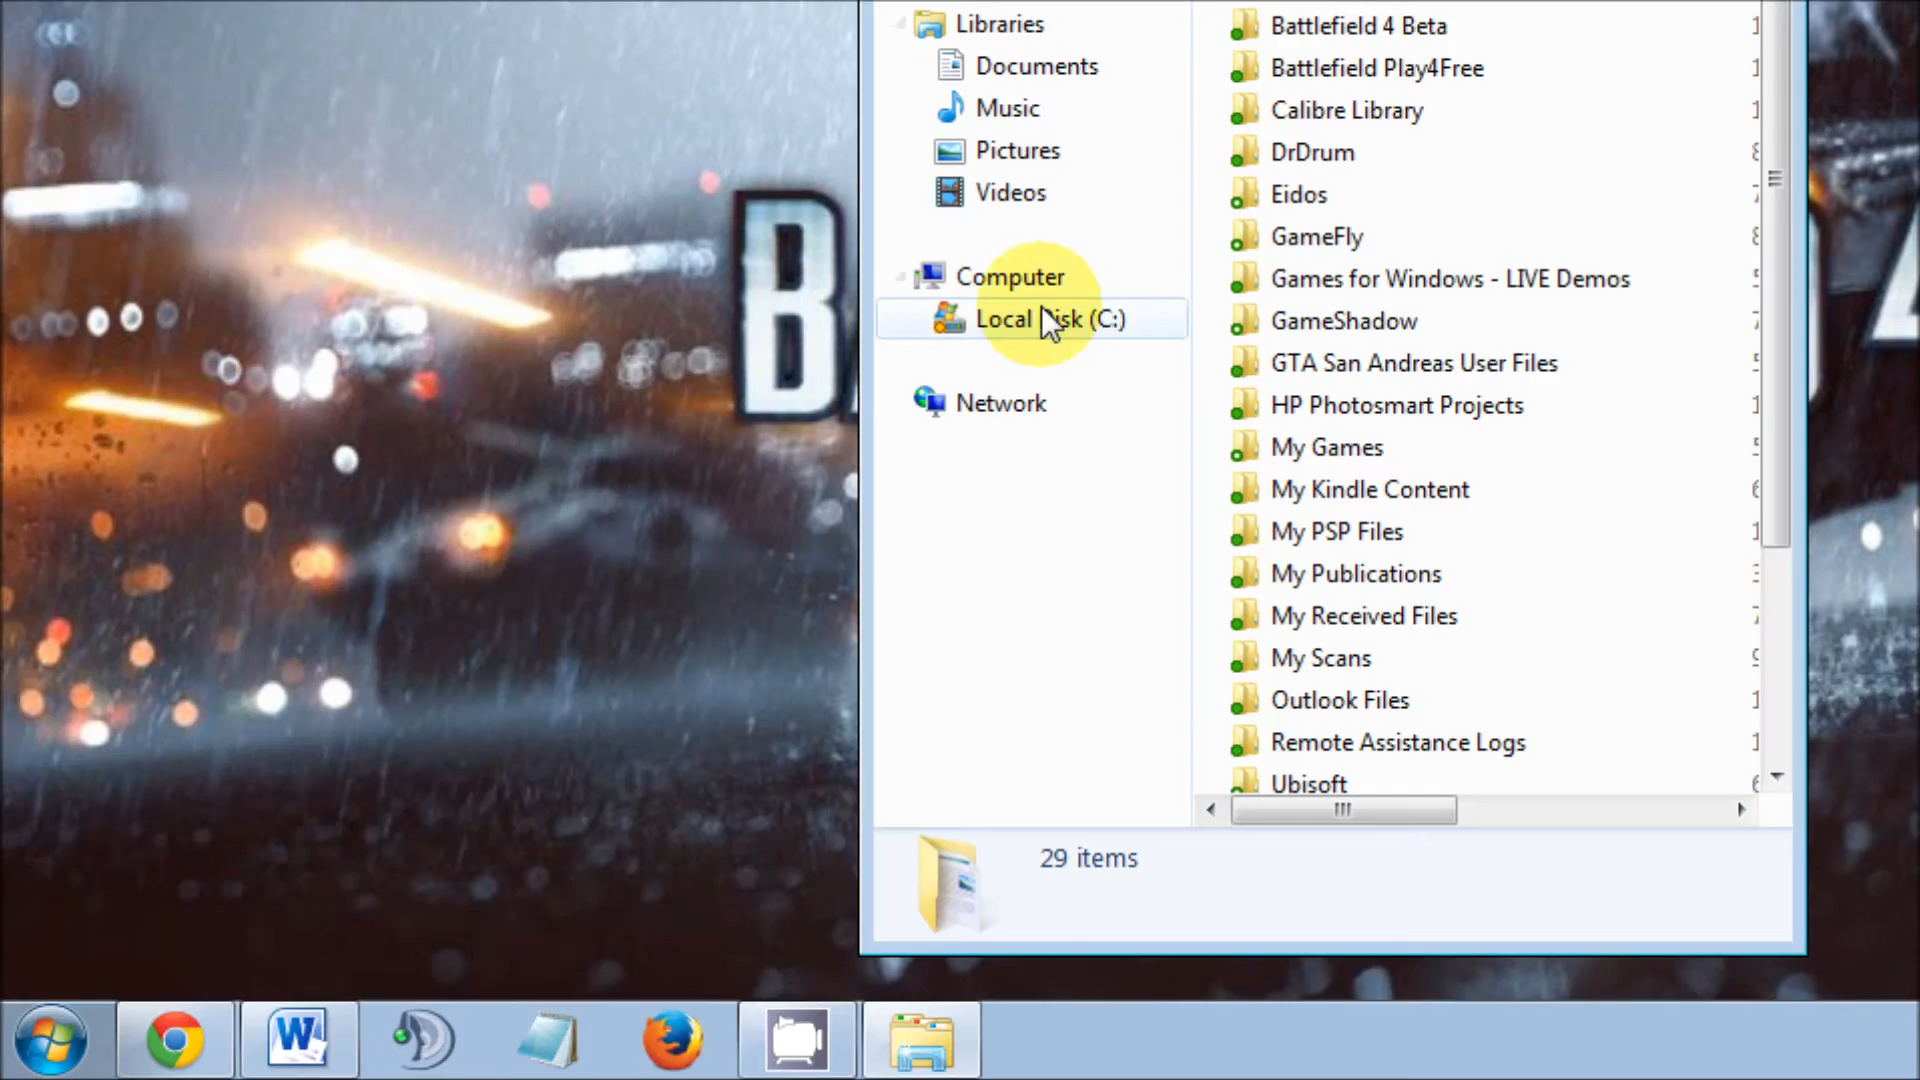 Libraries
Documents
Music
Pictures
Videos
Computer
Local Disk (C:)
Network
Battlefield 4 Beta
Battlefield Play4Free
Calibre Library
DrDrum
Eidos
GameFly
Games for Windows - LIVE Demos
GameShadow
GTA San Andreas User Files
HP Photosmart Projects
My Games
My Kindle Content
My PSP Files
My Publications
My Received Files
My Scans
Outlook Files
Remote Assistance Logs
Ubisoft
29 items
B
W